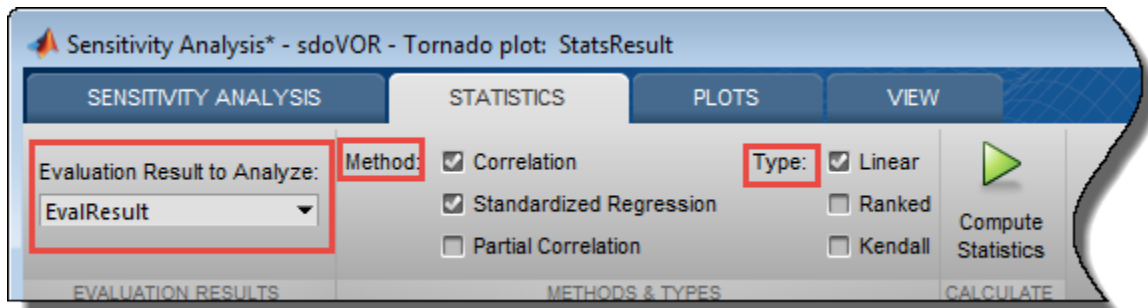 Sensitivity Analysis* - sdoVOR - Tornado plot: StatsResult
SENSITIVITY ANALYSIS
STATISTICS
PLOTS
VIEW
Evaluation Result to Analyze:
EvalResult
Method:
Correlation
Standardized Regression
Partial Correlation
Type:
Linear
Ranked
Kendall
Compute
Statistics
EVALUATION RESULTS
METHODS & TYPES
CALCULATE